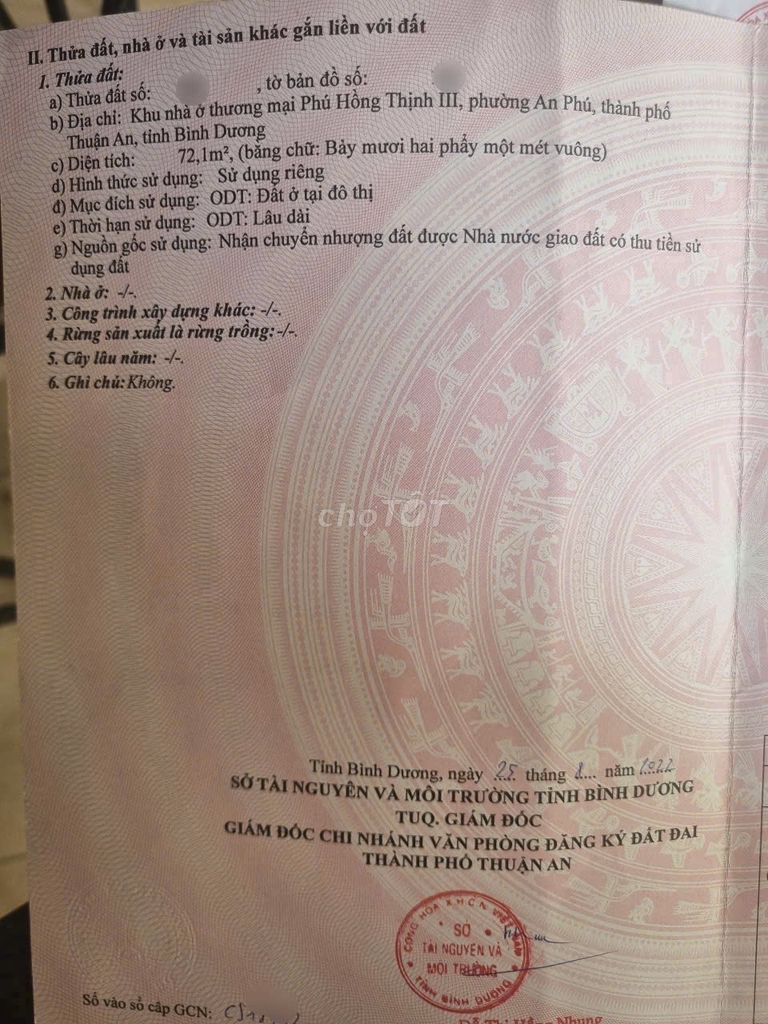 II. Thửa đất, nhà ở và tài sản khác gắn liền với đất
1. Thửa đất:
a) Thửa đất số: , tờ bản đồ số:
b) Địa chỉ: Khu nhà ở thương mại Phú Hồng Thịnh III, phường An Phú, thành phố
Thuận An, tỉnh Bình Dương
c) Diện tích: 72,1m², (bằng chữ: Bảy mươi hai phẩy một mét vuông)
d) Hình thức sử dụng: Sử dụng riêng
đ) Mục đích sử dụng: ODT: Đất ở tại đô thị
e) Thời hạn sử dụng: ODT: Lâu dài
g) Nguồn gốc sử dụng: Nhận chuyển nhượng đất được Nhà nước giao đất có thu tiền sử
dụng đất
2. Nhà ở: -/-.
3. Công trình xây dựng khác: -/-.
4. Rừng sản xuất là rừng trồng: -/-.
5. Cây lâu năm: -/-.
6. Ghi chú: Không.
chợTỐT
Tỉnh Bình Dương, ngày 25 tháng 8 năm 2022
SỞ TÀI NGUYÊN VÀ MÔI TRƯỜNG TỈNH BÌNH DƯƠNG
TUQ. GIÁM ĐỐC
GIÁM ĐỐC CHI NHÁNH VĂN PHÒNG ĐĂNG KÝ ĐẤT ĐAI
THÀNH PHỐ THUẬN AN
CỘNG HÒA X.H.C.N VIỆT NAM
SỞ
TÀI NGUYÊN VÀ
MÔI TRƯỜNG
TỈNH BÌNH DƯƠNG
Số vào sổ cấp GCN: